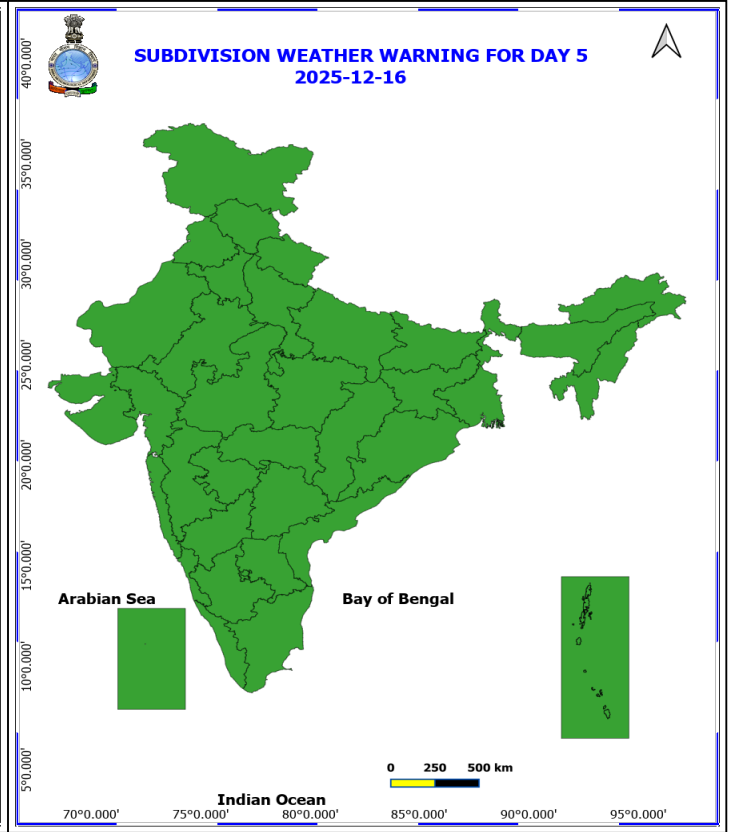 SUBDIVISION WEATHER WARNING FOR DAY 5
2025-12-16
40°0.000'
35°0.000'
30°0.000'
25°0.000'
20°0.000'
15°0.000'
10°0.000'
5°0.000'
Arabian Sea
Bay of Bengal
0 250 500 km
Indian Ocean
70°0.000' 75°0.000' 80°0.000' 85°0.000' 90°0.000' 95°0.000'